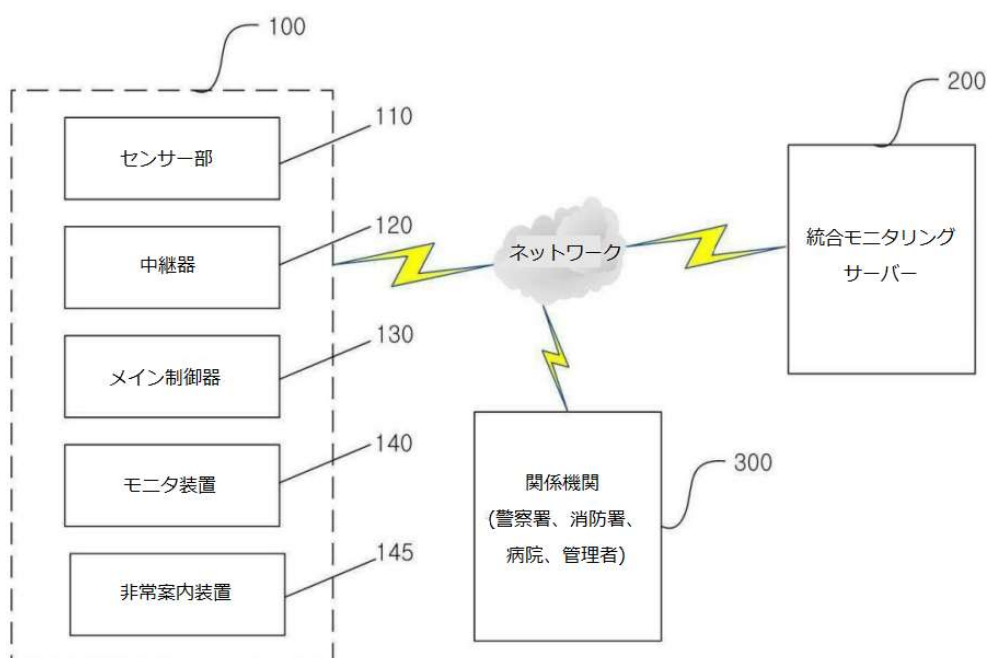 100
センサー部
110
中継器
120
メイン制御器
130
モニタ装置
140
非常案内装置
145
ネットワーク
統合モニタリング
サーバー
200
関係機関
(警察署、消防署、
病院、管理者)
300